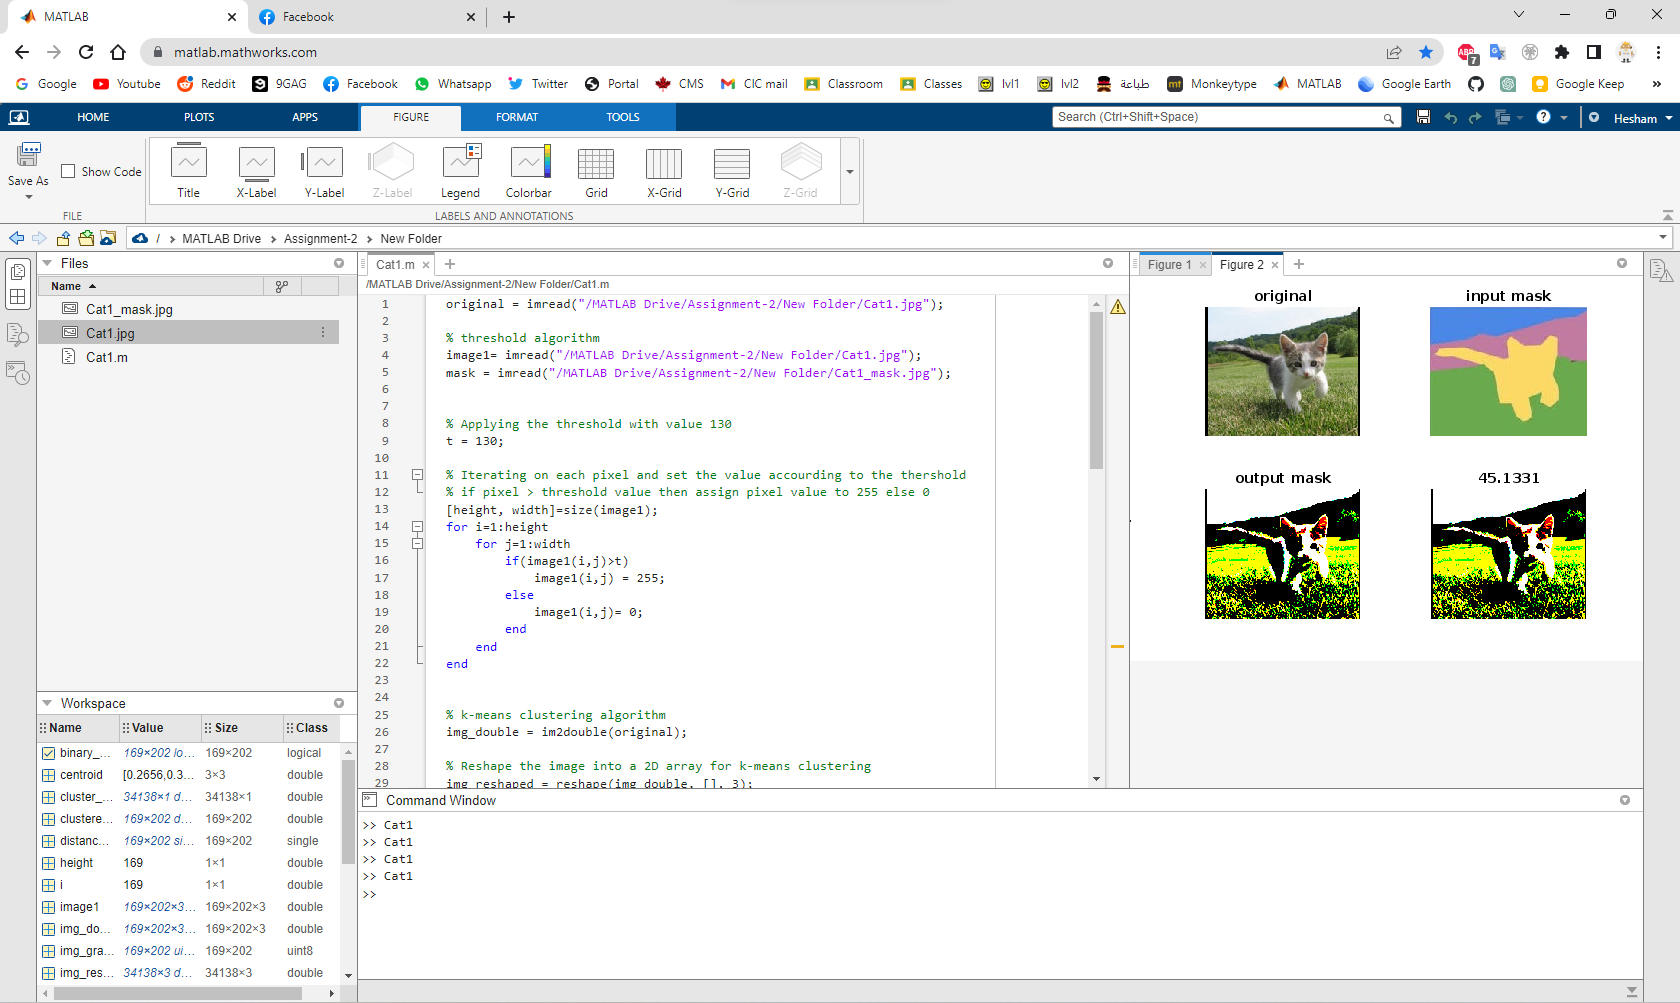 MATLAB
Facebook
matlab.mathworks.com
ABP
7
Google
Youtube
Reddit
9GAG
Facebook
Whatsapp
Twitter
Portal
CMS
CIC mail
Classroom
Classes
lvl1
lvl2
طباعة
mt
Monkeytype
MATLAB
Google Earth
Google Keep
»
HOME
PLOTS
APPS
FIGURE
FORMAT
TOOLS
Search (Ctrl+Shift+Space)
Hesham
Save As
Show Code
FILE
Title
X-Label
Y-Label
Z-Label
Legend
Colorbar
Grid
X-Grid
Y-Grid
Z-Grid
LABELS AND ANNOTATIONS
/ › MATLAB Drive › Assignment-2 › New Folder
Files
Name
Cat1_mask.jpg
Cat1.jpg
Cat1.m
Cat1.m
/MATLAB Drive/Assignment-2/New Folder/Cat1.m
1 original = imread("/MATLAB Drive/Assignment-2/New Folder/Cat1.jpg");
2
3 % threshold algorithm
4 image1= imread("/MATLAB Drive/Assignment-2/New Folder/Cat1.jpg");
5 mask = imread("/MATLAB Drive/Assignment-2/New Folder/Cat1_mask.jpg");
6
7
8 % Applying the threshold with value 130
9 t = 130;
10
11 % Iterating on each pixel and set the value accourding to the thershold
12 % if pixel > threshold value then assign pixel value to 255 else 0
13 [height, width]=size(image1);
14 for i=1:height
15 for j=1:width
16 if(image1(i,j)>t)
17 image1(i,j) = 255;
18 else
19 image1(i,j)= 0;
20 end
21 end
22 end
23
24
25 % k-means clustering algorithm
26 img_double = im2double(original);
27
28 % Reshape the image into a 2D array for k-means clustering
29 img_reshaped = reshape(img_double, [], 3);
Figure 1
Figure 2
original
input mask
output mask
45.1331
Workspace
Name Value Size Class
binary_... 169×202 lo... 169×202 logical
centroid [0.2656,0.3... 3×3 double
cluster_... 34138×1 d... 34138×1 double
clustere... 169×202 d... 169×202 double
distanc... 169×202 si... 169×202 single
height 169 1×1 double
i 169 1×1 double
image1 169×202×3... 169×202×3 double
img_do... 169×202×3... 169×202×3 double
img_gra... 169×202 ui... 169×202 uint8
img_res... 34138×3 d... 34138×3 double
Command Window
>> Cat1
>> Cat1
>> Cat1
>> Cat1
>>